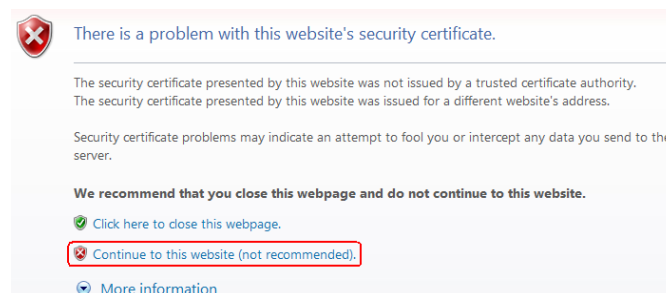 There is a problem with this website's security certificate.
The security certificate presented by this website was not issued by a trusted certificate authority.
The security certificate presented by this website was issued for a different website's address.
Security certificate problems may indicate an attempt to fool you or intercept any data you send to the
server.
We recommend that you close this webpage and do not continue to this website.
Click here to close this webpage.
Continue to this website (not recommended).
More information